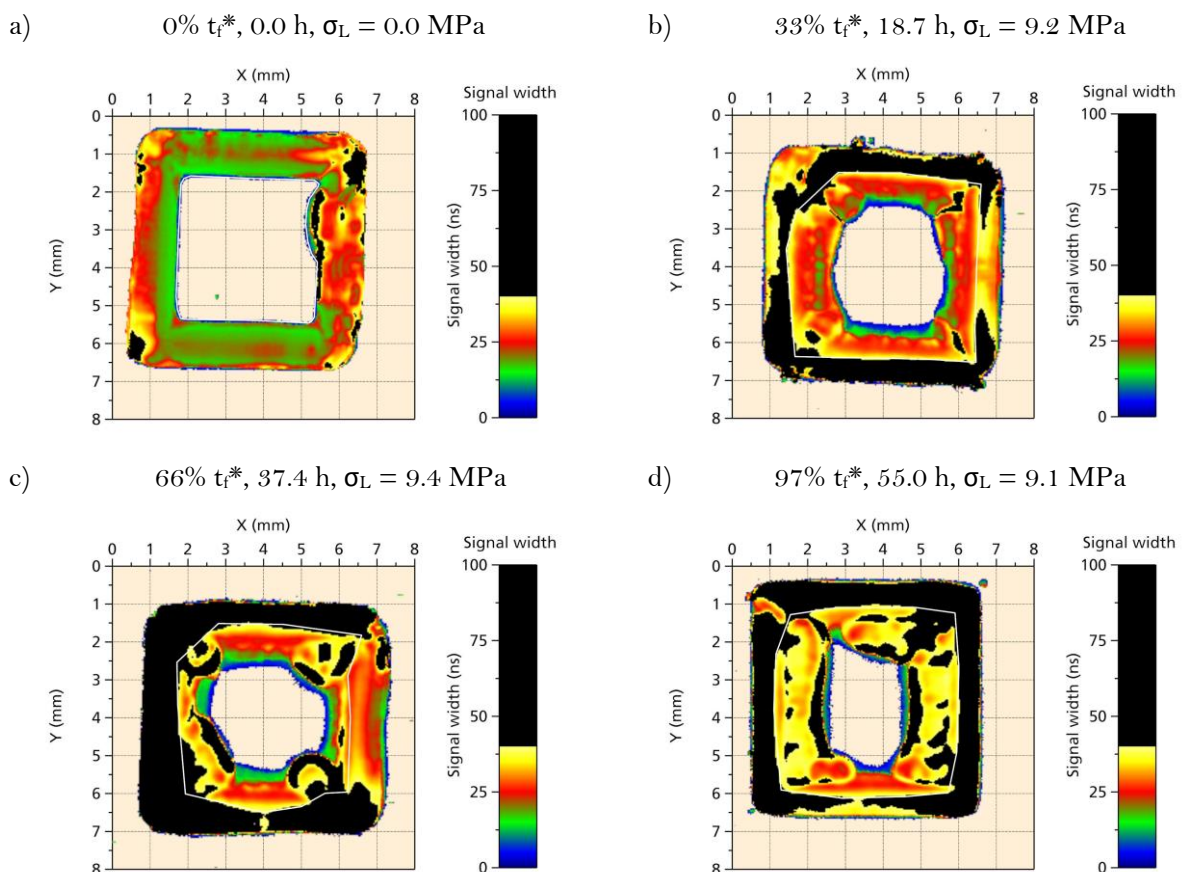 a) 0% tf*, 0.0 h, σL = 0.0 MPa
X (mm)
0 1 2 3 4 5 6 7 8
Y (mm)
0
1
2
3
4
5
6
7
8
Signal width
Signal width (ns)
100
75
50
25
0
b) 33% tf*, 18.7 h, σL = 9.2 MPa
X (mm)
0 1 2 3 4 5 6 7 8
Y (mm)
0
1
2
3
4
5
6
7
8
Signal width
Signal width (ns)
100
75
50
25
0
c) 66% tf*, 37.4 h, σL = 9.4 MPa
X (mm)
0 1 2 3 4 5 6 7 8
Y (mm)
0
1
2
3
4
5
6
7
8
Signal width
Signal width (ns)
100
75
50
25
0
d) 97% tf*, 55.0 h, σL = 9.1 MPa
X (mm)
0 1 2 3 4 5 6 7 8
Y (mm)
0
1
2
3
4
5
6
7
8
Signal width
Signal width (ns)
100
75
50
25
0